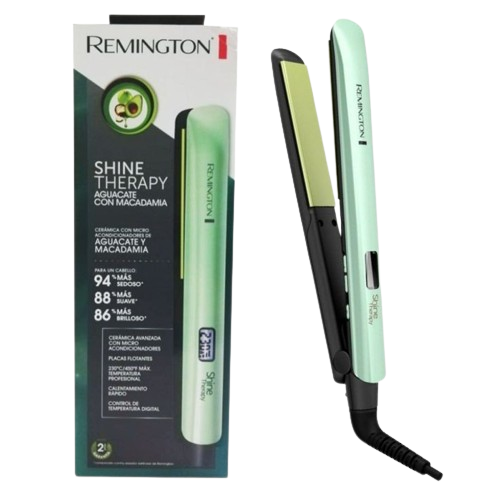 REMINGTON
SHINE
THERAPY
AGUACATE
CON MACADAMIA
CERÁMICA CON MICRO
ACONDICIONADORES DE
AGUACATE Y
MACADAMIA
PARA UN CABELLO
94% MÁS
SEDOSO*
88% MÁS
SUAVE*
86% MÁS
BRILLOSO*
CERÁMICA AVANZADA
CON MICRO
ACONDICIONADORES
PLACAS FLOTANTES
230°C/450°F MÁX.
TEMPERATURA
PROFESIONAL
CALENTAMIENTO
RÁPIDO
CONTROL DE
TEMPERATURA DIGITAL
2
REMINGTON
230
Shine
Therapy
REMINGTON
Shine
Therapy